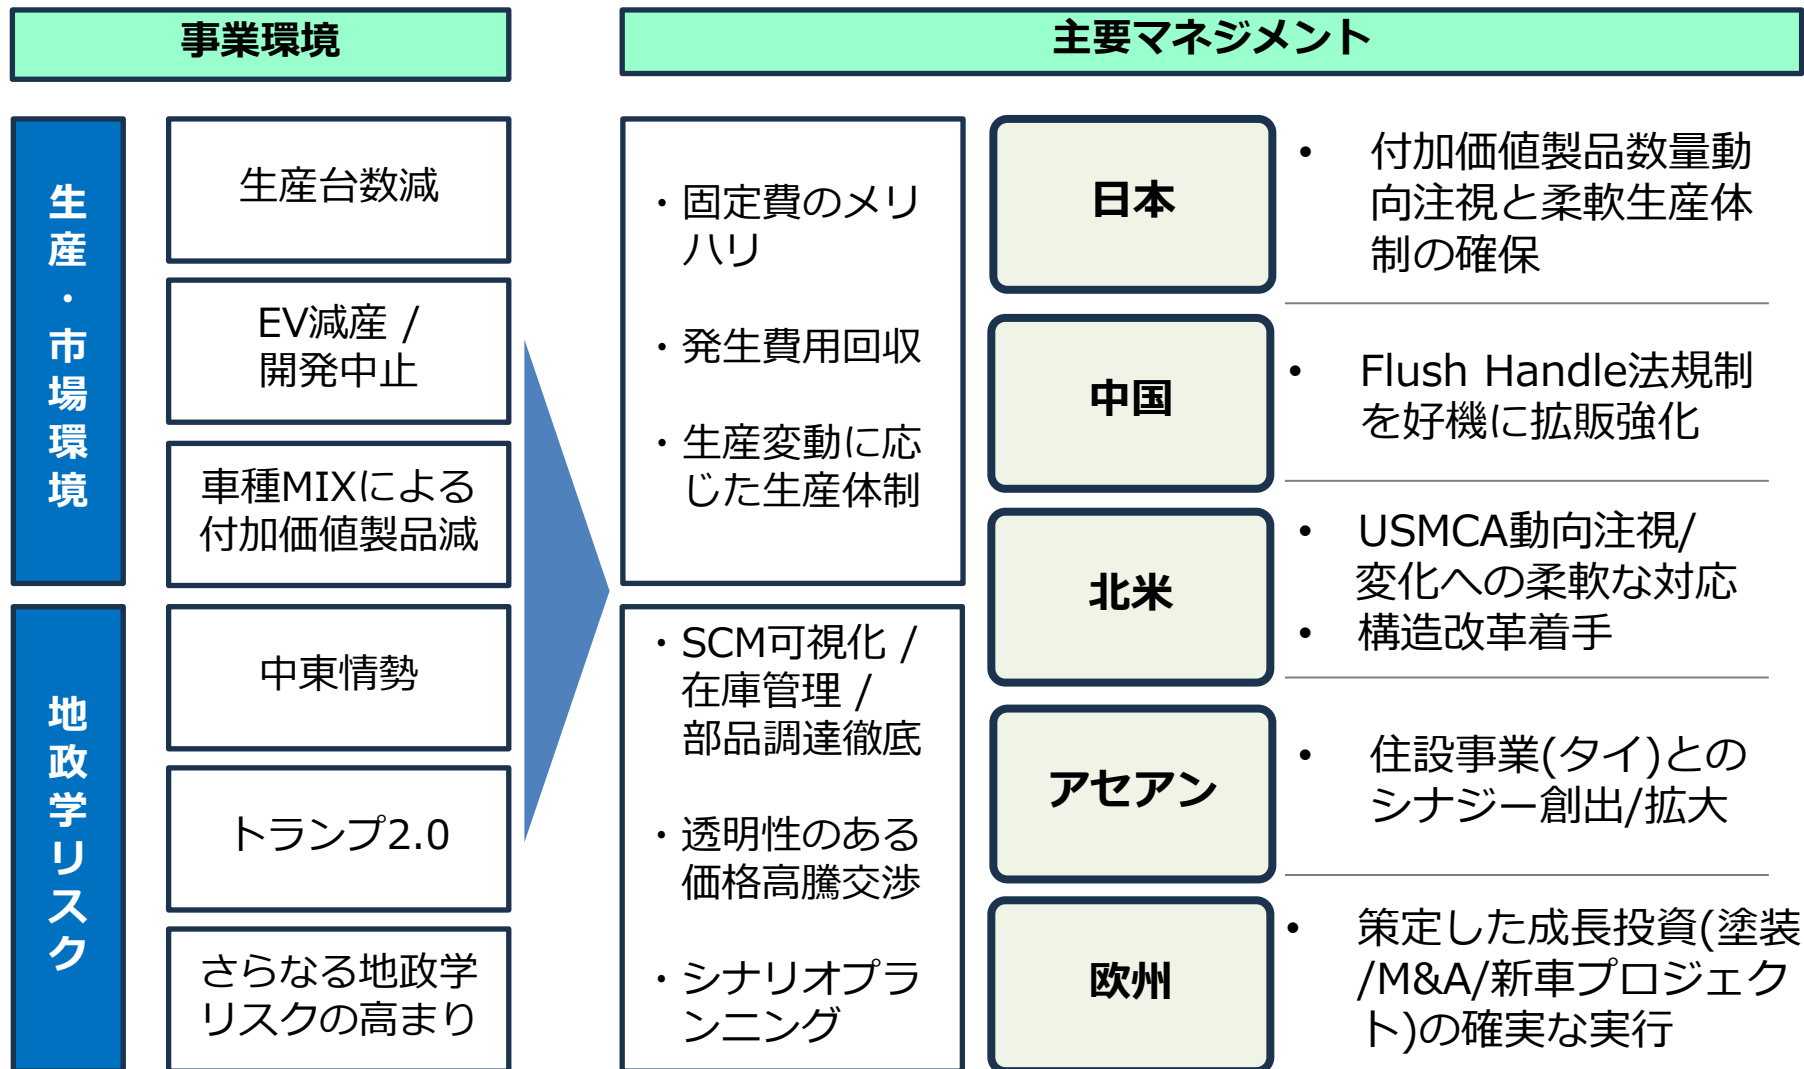 事業環境
主要マネジメント
生産・市場環境
生産台数減
EV減産 /
開発中止
車種MIXによる
付加価値製品減
地政学リスク
中東情勢
トランプ2.0
さらなる地政学
リスクの高まり
・固定費のメリ
ハリ
・発生費用回収
・生産変動に応
じた生産体制
・SCM可視化 /
在庫管理 /
部品調達徹底
・透明性のある
価格高騰交渉
・シナリオプラ
ンニング
日本
• 付加価値製品数量動
向注視と柔軟生産体
制の確保
中国
• Flush Handle法規制
を好機に拡販強化
北米
• USMCA動向注視/
変化への柔軟な対応
• 構造改革着手
アセアン
• 住設事業(タイ)との
シナジー創出/拡大
欧州
• 策定した成長投資(塗装
/M&A/新車プロジェク
ト)の確実な実行